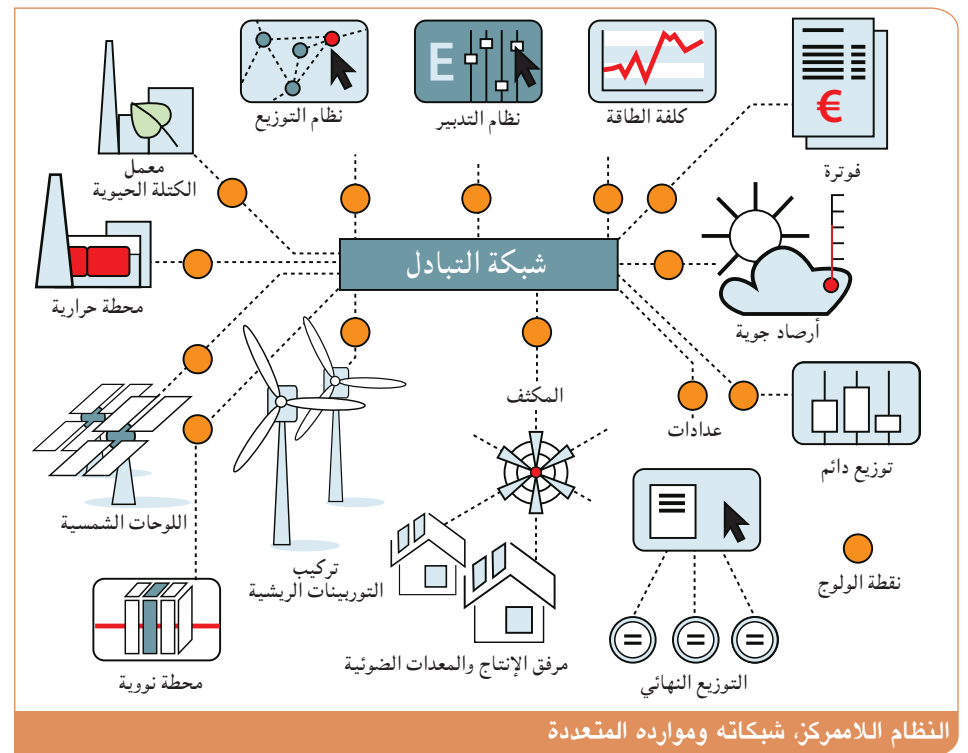 نظام التوزيع
نظام التدبير
E
كلفة الطاقة
€
فوترة
معمل
الكتلة الحيوية
محطة حرارية
شبكة التبادل
أرصاد جوية
المكثف
عدادات
توزيع دائم
اللوحات الشمسية
تركيب
التوربينات الريشية
نقطة الولوج
مرفق الإنتاج والمعدات الضوئية
التوزيع النهائي
محطة نووية
النظام اللاممركز، شبكاته وموارده المتعددة